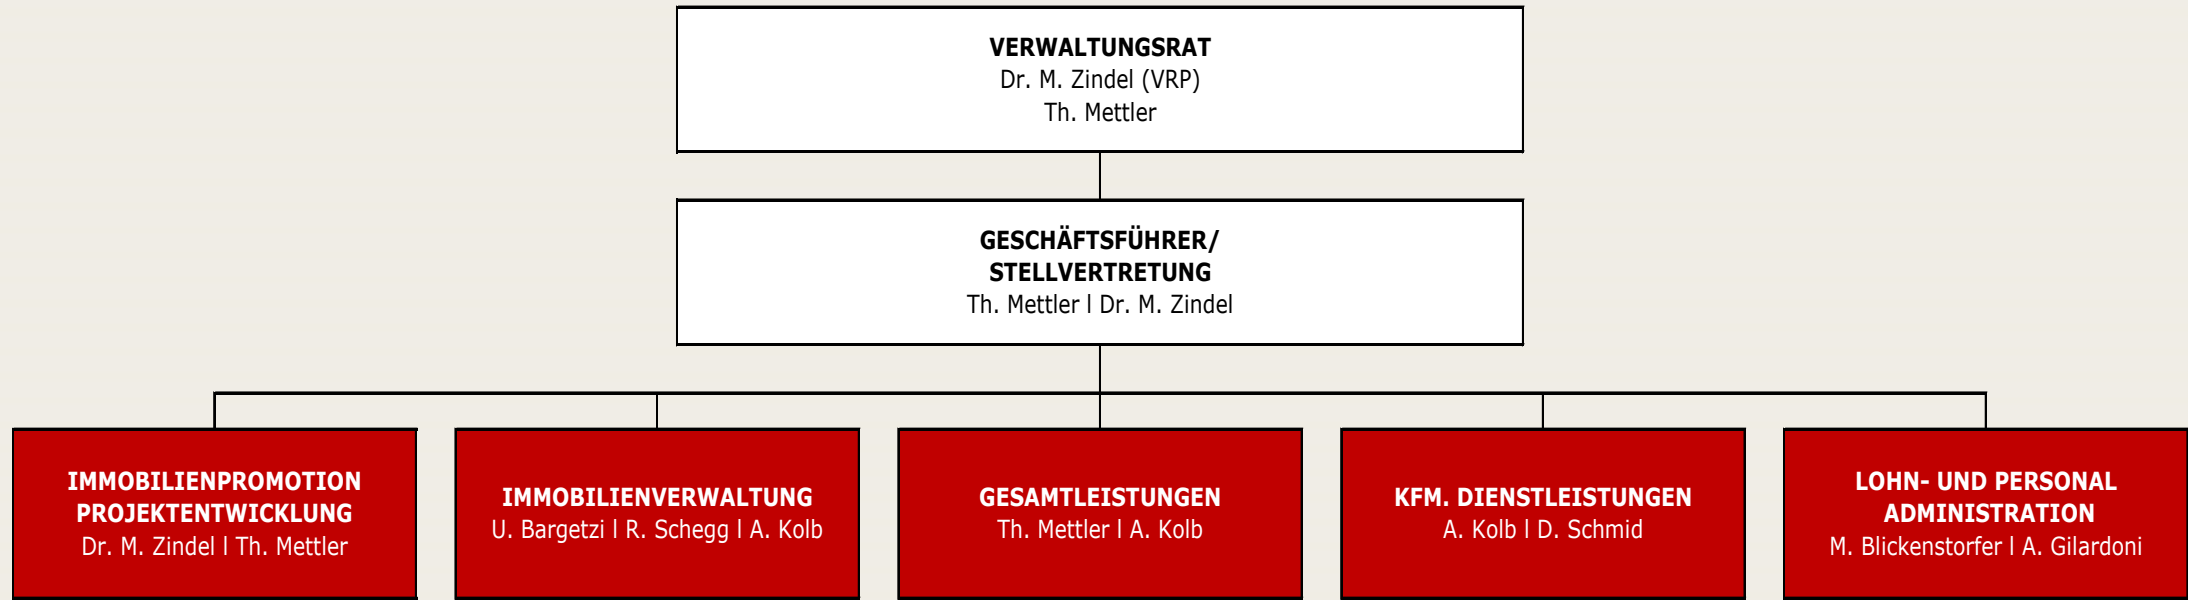 VERWALTUNGSRAT
Dr. M. Zindel (VRP)
Th. Mettler
GESCHÄFTSFÜHRER/
STELLVERTRETUNG
Th. Mettler l Dr. M. Zindel
IMMOBILIENPROMOTION
PROJEKTENTWICKLUNG
Dr. M. Zindel l Th. Mettler
IMMOBILIENVERWALTUNG
U. Bargetzi l R. Schegg l A. Kolb
GESAMTLEISTUNGEN
Th. Mettler l A. Kolb
KFM. DIENSTLEISTUNGEN
A. Kolb l D. Schmid
LOHN- UND PERSONAL
ADMINISTRATION
M. Blickenstorfer l A. Gilardoni